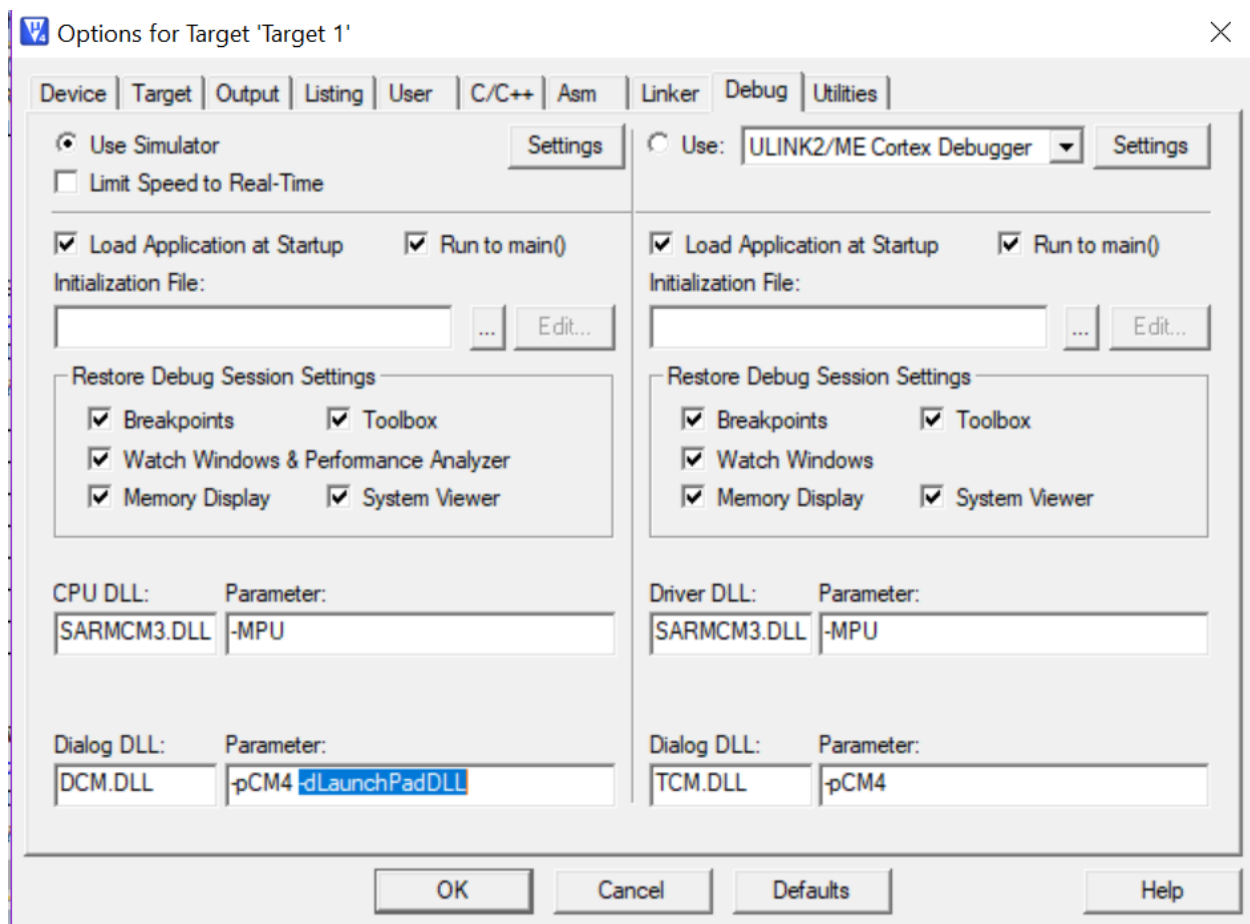 Options for Target 'Target 1'
Device Target Output Listing User C/C++ Asm Linker Debug Utilities
Use Simulator Settings
Limit Speed to Real-Time
Use: ULINK2/ME Cortex Debugger Settings
Load Application at Startup Run to main()
Initialization File:
... Edit...
Restore Debug Session Settings
Breakpoints Toolbox
Watch Windows & Performance Analyzer
Memory Display System Viewer
CPU DLL: Parameter:
SARMCM3.DLL -MPU
Dialog DLL: Parameter:
DCM.DLL -pCM4 -dLaunchPadDLL
Load Application at Startup Run to main()
Initialization File:
... Edit...
Restore Debug Session Settings
Breakpoints Toolbox
Watch Windows
Memory Display System Viewer
Driver DLL: Parameter:
SARMCM3.DLL -MPU
Dialog DLL: Parameter:
TCM.DLL -pCM4
OK Cancel Defaults Help